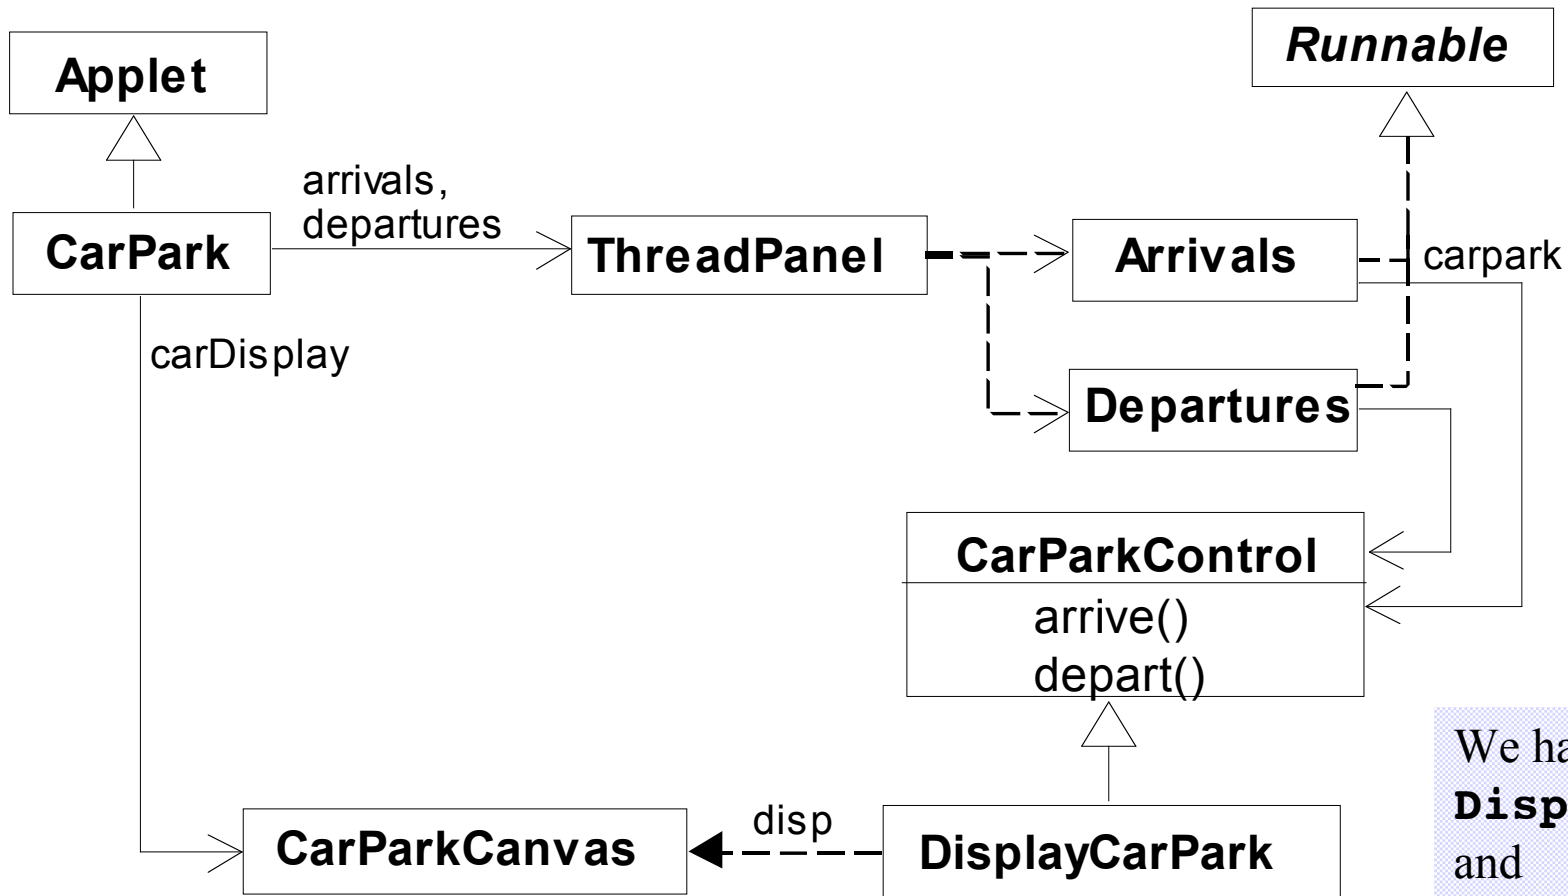 Applet
Runnable
CarPark
arrivals,
departures
ThreadPanel
Arrivals
carpark
carDisplay
Departures
CarParkControl
arrive()
depart()
CarParkCanvas
disp
DisplayCarPark
We ha
Disp
and